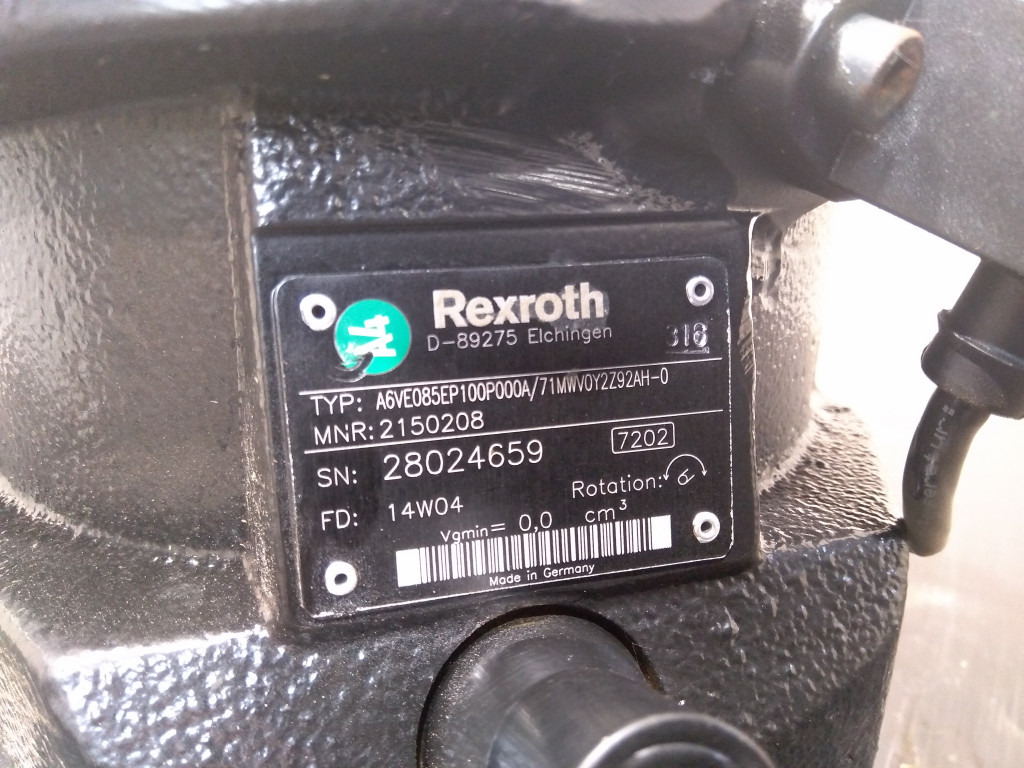 Rexroth
D-89275 Elchingen
316
TYP: A6VE085EP100P000A/71MWV0Y2Z92AH-0
MNR: 2150208
SN: 28024659
7202
FD: 14W04
Rotation:
Vgmin= 0,0 cm³
Made in Germany